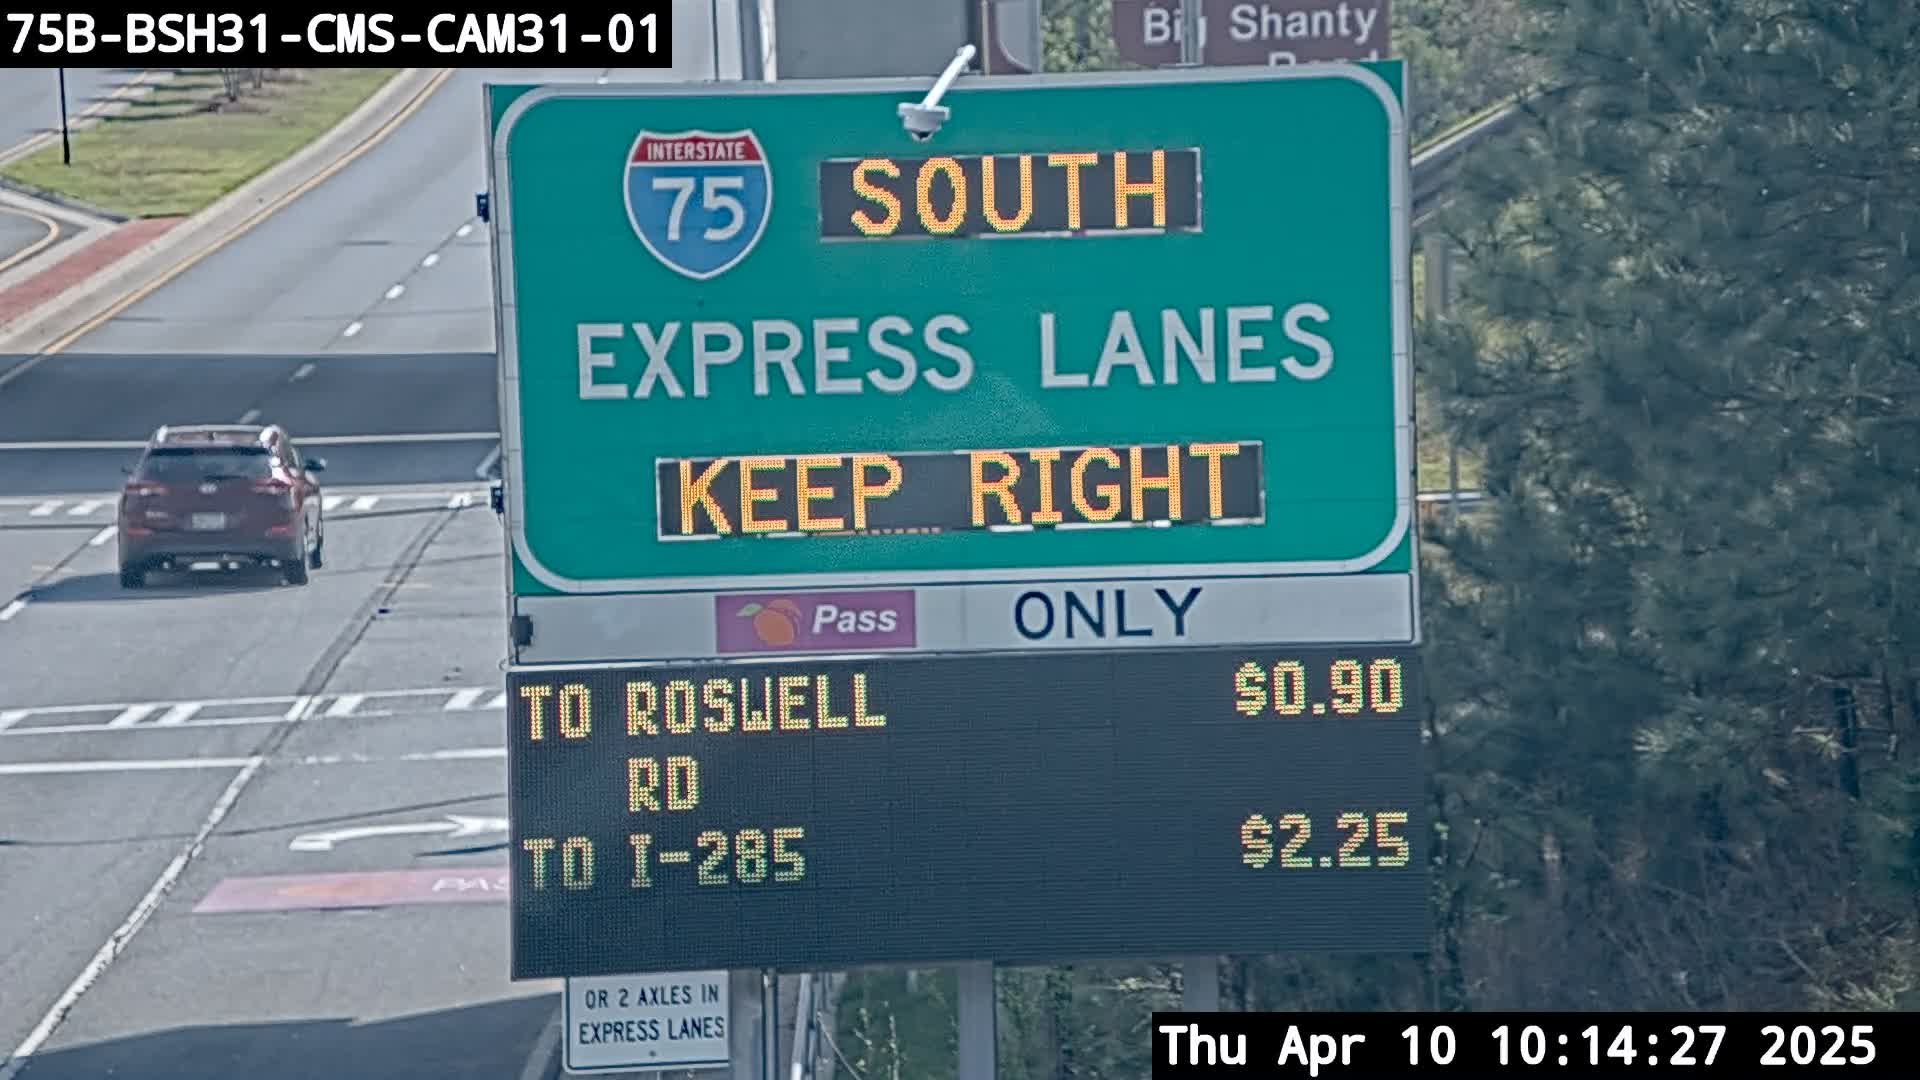 75B-BSH31-CMS-CAM31-01
Big Shanty
Road
INTERSTATE
75
SOUTH
EXPRESS LANES
KEEP RIGHT
Pass ONLY
TO ROSWELL $0.90
RD
TO I-285 $2.25
PAS
OR 2 AXLES IN
EXPRESS LANES
Thu Apr 10 10:14:27 2025